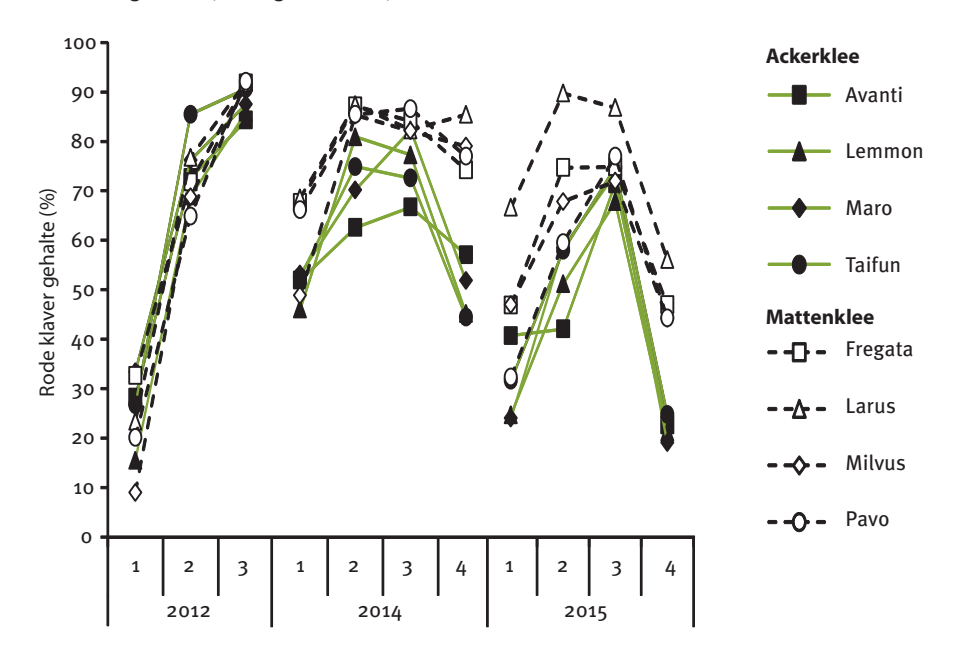 Rode klaver gehalte (%)
100
90
80
70
60
50
40
30
20
10
0
1 2 3 1 2 3 4 1 2 3 4
2012 2014 2015
Ackerklee
Avanti
Lemmon
Maro
Taifun
Mattenklee
Fregata
Larus
Milvus
Pavo